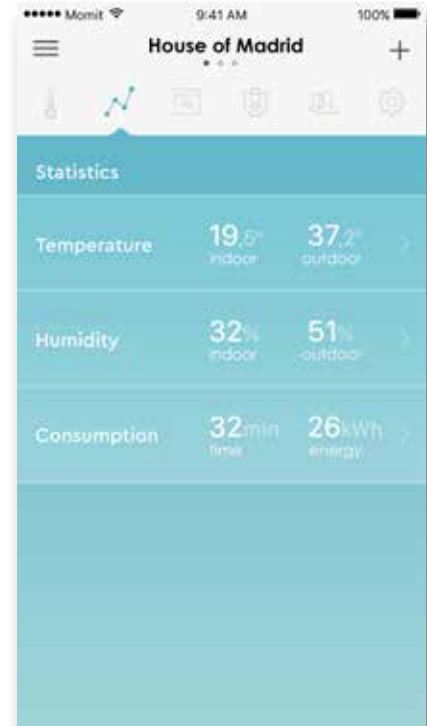 Momit 9:41 AM 100%
House of Madrid
Statistics
Temperature 19.5° indoor 37.2° outdoor
Humidity 32% indoor 51% outdoor
Consumption 32min time 26kWh energy